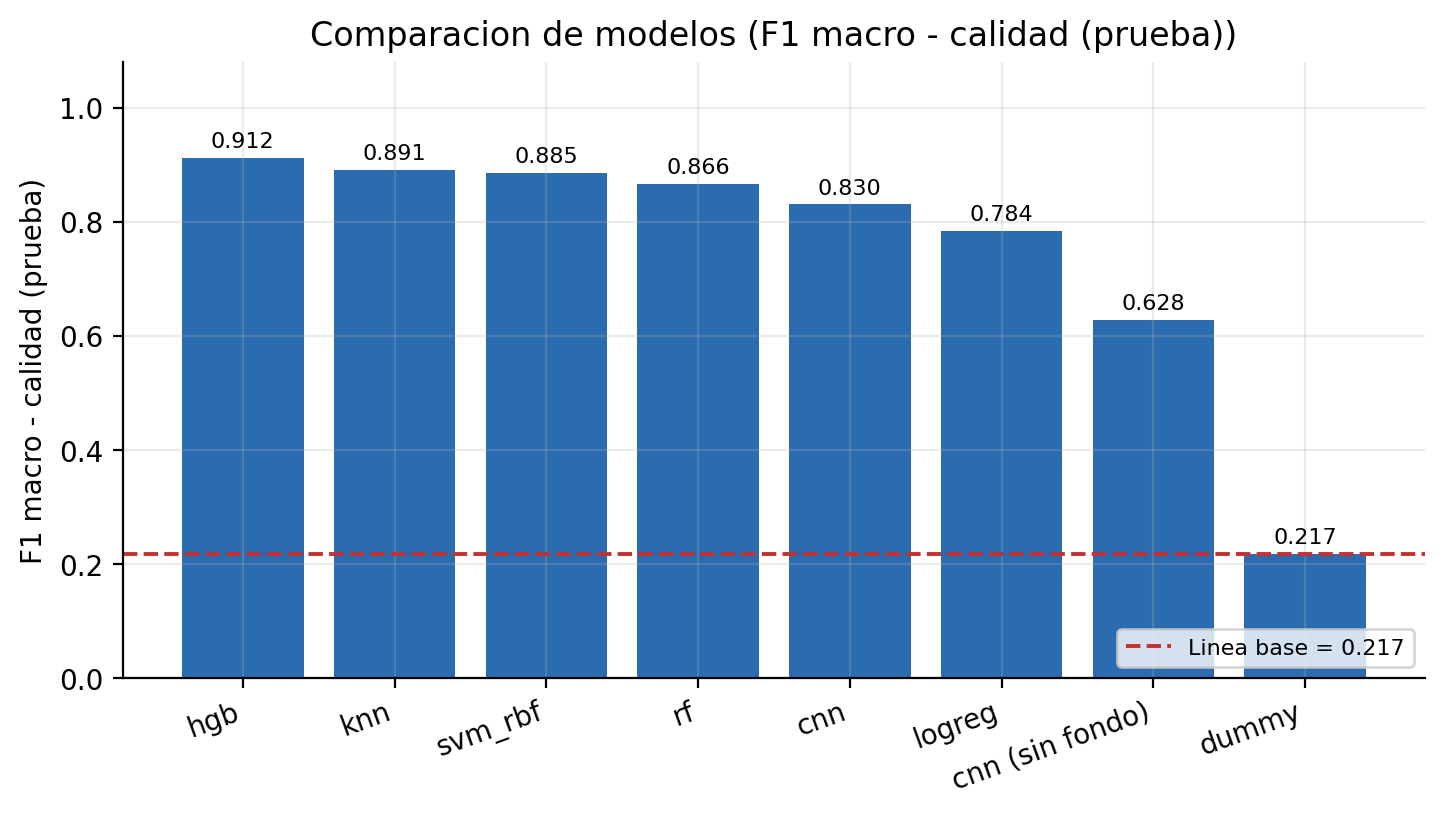 Comparacion de modelos (F1 macro - calidad (prueba))
F1 macro - calidad (prueba)
1.0
0.8
0.6
0.4
0.2
0.0
0.912
0.891
0.885
0.866
0.830
0.784
0.628
0.217
Linea base = 0.217
hgb
knn
svm_rbf
rf
cnn
logreg
cnn (sin fondo)
dummy